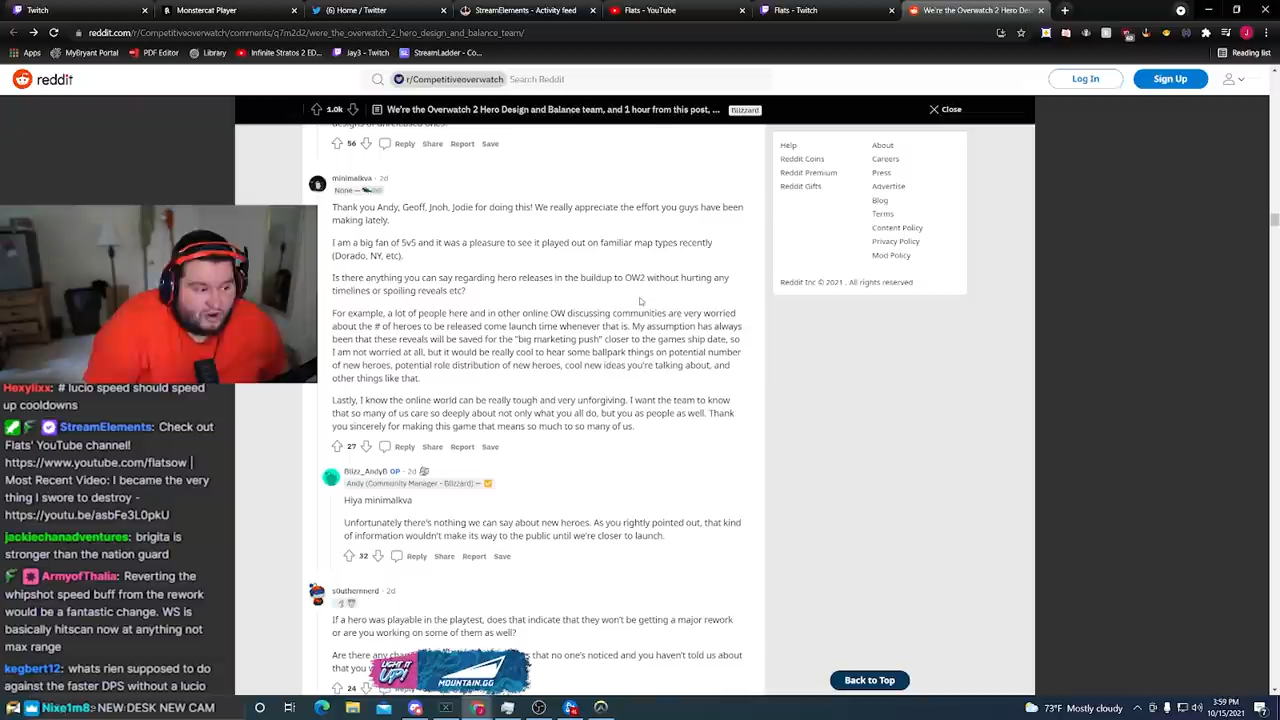 Twitch
Monstercat Player
Home / Twitter
StreamElements - Activity feed
Flats - YouTube
Flats - Twitch
We're the Overwatch 2 Hero Des
reddit.com/r/Competitiveoverwatch/comments/q7m2d2/were_the_overwatch_2_hero_design_and_balance_team/
Apps
MyBryant Portal
PDF Editor
Library
Infinite Stratos 2 ED...
Jay3 - Twitch
StreamLadder - Co...
Reading list
reddit
r/Competitiveoverwatch
Search Reddit
Log In
Sign Up
1.0k
We're the Overwatch 2 Hero Design and Balance team, and 1 hour from this post, ...
Blizzard
Close
designs of unreleased ones?
56 Reply Share Report Save
minimalkva · 2d
None —
Thank you Andy, Geoff, Jnoh, Jodie for doing this! We really appreciate the effort you guys have been
making lately.
I am a big fan of 5v5 and it was a pleasure to see it played out on familiar map types recently
(Dorado, NY, etc).
Is there anything you can say regarding hero releases in the buildup to OW2 without hurting any
timelines or spoiling reveals etc?
For example, a lot of people here and in other online OW discussing communities are very worried
about the # of heroes to be released come launch time whenever that is. My assumption has always
been that these reveals will be saved for the "big marketing push" closer to the games ship date, so
I am not worried at all, but it would be really cool to hear some ballpark things on potential number
of new heroes, potential role distribution of new heroes, cool new ideas you're talking about, and
other things like that.
Lastly, I know the online world can be really tough and very unforgiving. I want the team to know
that so many of us care so deeply about not only what you all do, but you as people as well. Thank
you sincerely for making this game that means so much to so many of us.
27 Reply Share Report Save
Blizz_AndyB OP · 2d
Andy (Community Manager - Blizzard) —
Hiya minimalkva
Unfortunately there's nothing we can say about new heroes. As you rightly pointed out, that kind
of information wouldn't make its way to the public until we're closer to launch.
32 Reply Share Report Save
s0uthernnerd · 2d
If a hero was playable in the playtest, does that indicate that they won't be getting a major rework
or are you working on some of them as well?
Are there any
that no one's noticed and you haven't told us about
that you
24
Help
Reddit Coins
Reddit Premium
Reddit Gifts
About
Careers
Press
Advertise
Blog
Terms
Content Policy
Privacy Policy
Mod Policy
Reddit Inc © 2021 . All rights reserved
Back to Top
Hexylixx: # lucio speed should speed
up cooldowns
StreamElements: Check out
Flats' YouTube channel!
https://www.youtube.com/flatsow |
Most Recent video: I became the very
thing I swore to destroy -
https://youtu.be/asbFe3L0pkU
jackiechanadventures: brigita is
stronger than the national guard
ArmyofThalia: Reverting the
whipshot nerd but from the rework
would be a fantastic change. WS is
basically hitscan now at anything not
max range
segert12: whats rien supposed to do
againts the faster DPS without stun
Nixe1m8: NEW DESK NEW CAM
LIGHT IT UP!
MOUNTAIN.GG
73°F Mostly cloudy
3:59 PM
10/15/2021